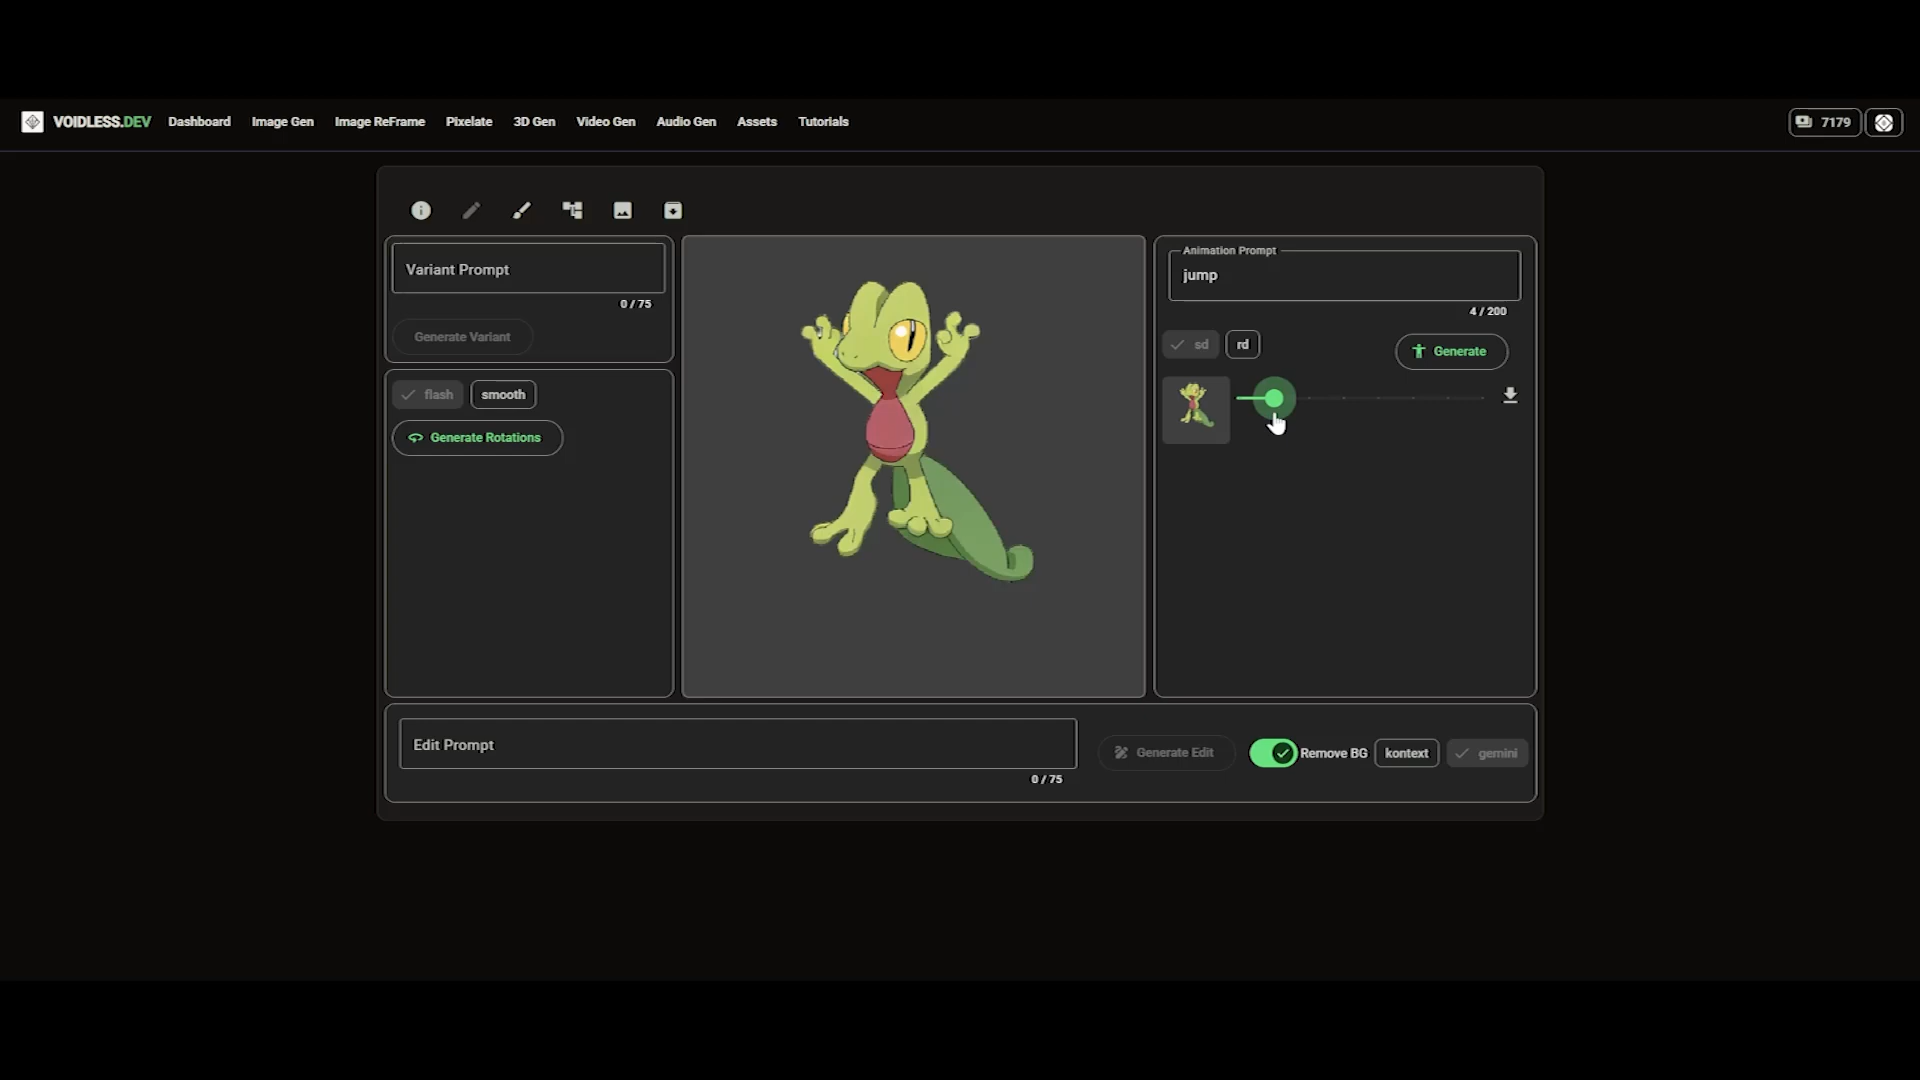 VOIDLESS.DEV Dashboard Image Gen Image ReFrame Pixelate 3D Gen Video Gen Audio Gen Assets Tutorials 7179
Variant Prompt
0 / 75
Generate Variant
flash smooth
Generate Rotations
Animation Prompt
jump
4 / 200
sd rd Generate
Edit Prompt
0 / 75
Generate Edit Remove BG kontext gemini